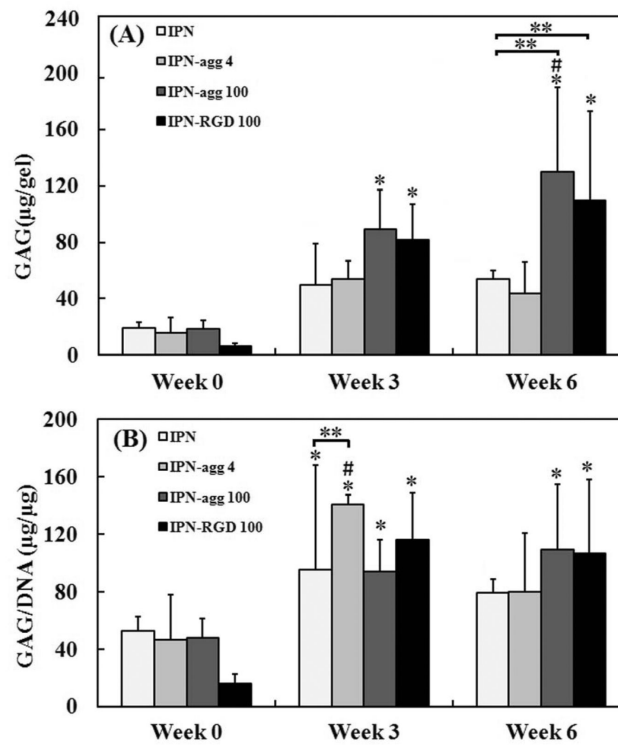 240
(A)
IPN
IPN-agg 4
IPN-agg 100
IPN-RGD 100
**
**
#
*
*
*
*
200
160
120
80
40
0
GAG(μg/gel)
Week 0
Week 3
Week 6
200
(B)
IPN
IPN-agg 4
IPN-agg 100
IPN-RGD 100
**
*
#
*
*
*
*
*
160
120
80
40
0
GAG/DNA (μg/μg)
Week 0
Week 3
Week 6